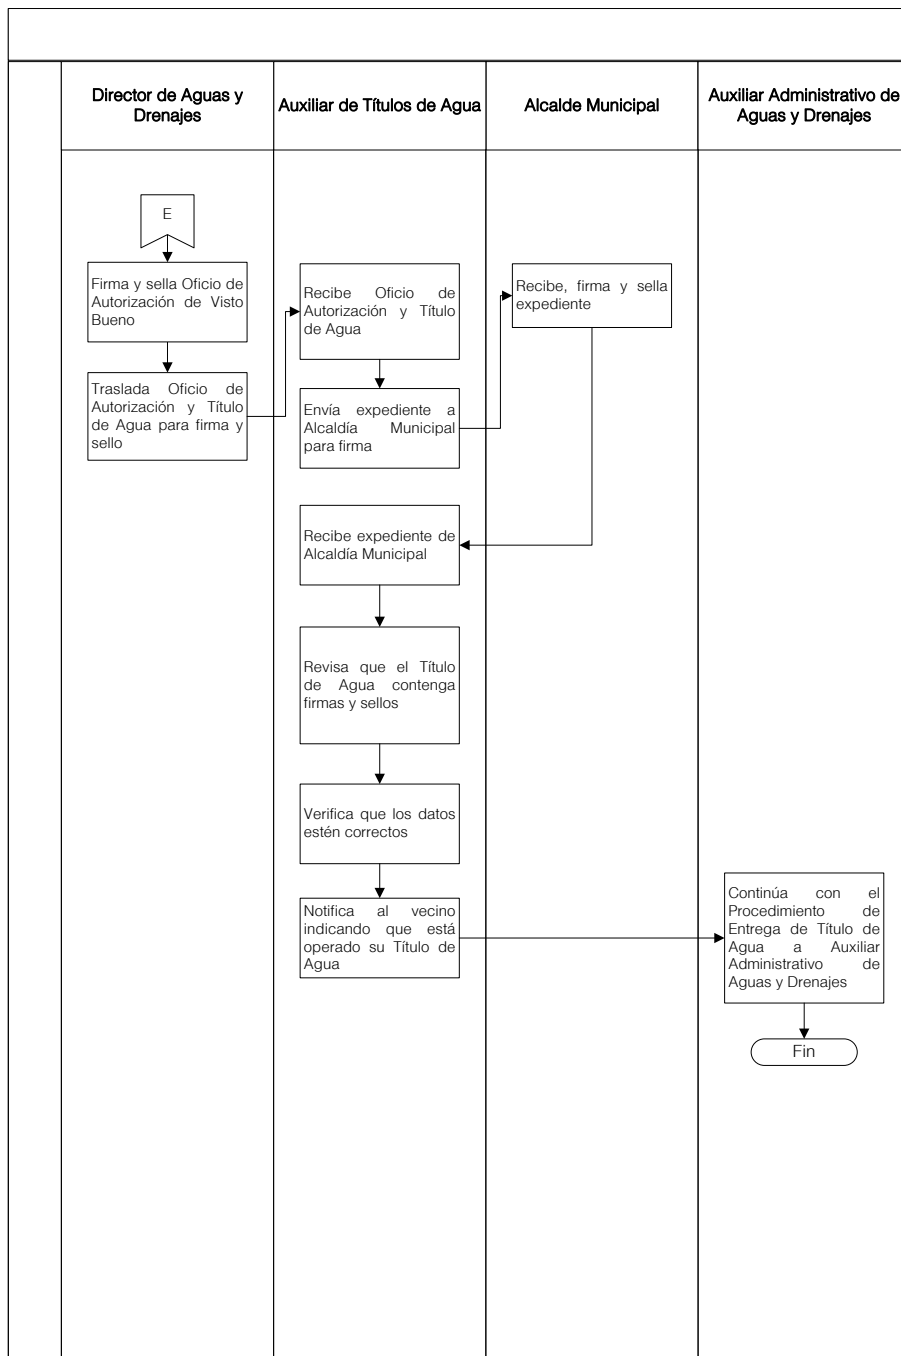 Director de Aguas y
Drenajes
Auxiliar de Títulos de Agua
Alcalde Municipal
Auxiliar Administrativo de
Aguas y Drenajes
E
Firma y sella Oficio de
Autorización de Visto
Bueno
Traslada Oficio de
Autorización y Título
de Agua para firma y
sello
Recibe Oficio de
Autorización y Título
de Agua
Envía expediente a
Alcaldía Municipal
para firma
Recibe, firma y sella
expediente
Recibe expediente de
Alcaldía Municipal
Revisa que el Título
de Agua contenga
firmas y sellos
Verifica que los datos
estén correctos
Notifica al vecino
indicando que está
operado su Título de
Agua
Continúa con el
Procedimiento de
Entrega de Título de
Agua a Auxiliar
Administrativo de
Aguas y Drenajes
Fin